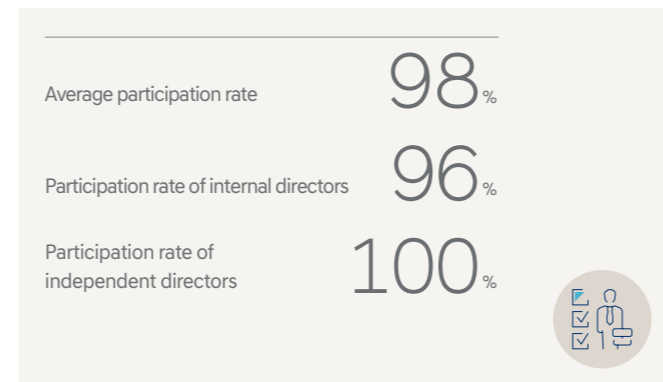 Average participation rate 98%
Participation rate of internal directors 96%
Participation rate of
independent directors 100%